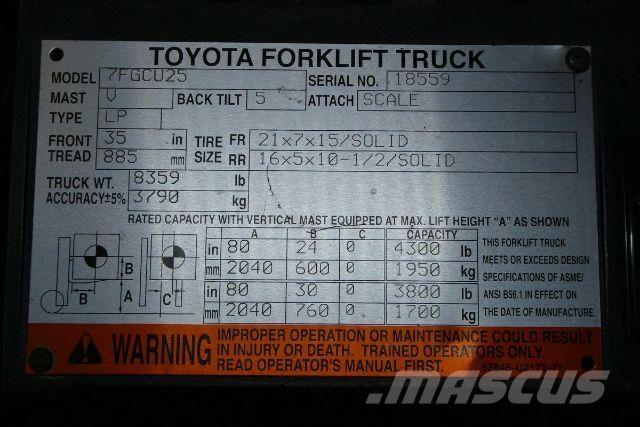 TOYOTA FORKLIFT TRUCK
MODEL 7FGCU25 SERIAL NO. 18559
MAST V BACK TILT 5 ATTACH SCALE
TYPE LP
FRONT TREAD 35 in 885 mm
TIRE SIZE FR 21x7x15/SOLID
RR 16x5x10-1/2/SOLID
TRUCK WT. 8359 lb
ACCURACY±5% 3790 kg
RATED CAPACITY WITH VERTICAL MAST EQUIPPED AT MAX. LIFT HEIGHT "A" AS SHOWN
A B C CAPACITY
in 80 24 0 4300 lb
mm 2040 600 0 1950 kg
in 80 30 0 3800 lb
mm 2040 760 0 1700 kg
B A B C
THIS FORKLIFT TRUCK
MEETS OR EXCEEDS DESIGN
SPECIFICATIONS OF ASME/
ANSI B56.1 IN EFFECT ON
THE DATE OF MANUFACTURE.
WARNING
IMPROPER OPERATION OR MAINTENANCE COULD RESULT
IN INJURY OR DEATH. TRAINED OPERATORS ONLY.
READ OPERATOR'S MANUAL FIRST.
57846-U2172-71
MASCUS